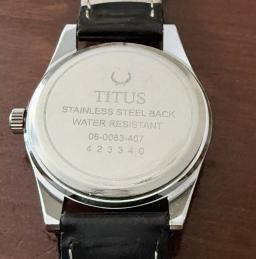 TITUS
STAINLESS STEEL BACK
WATER RESISTANT
06-0083-407
423340